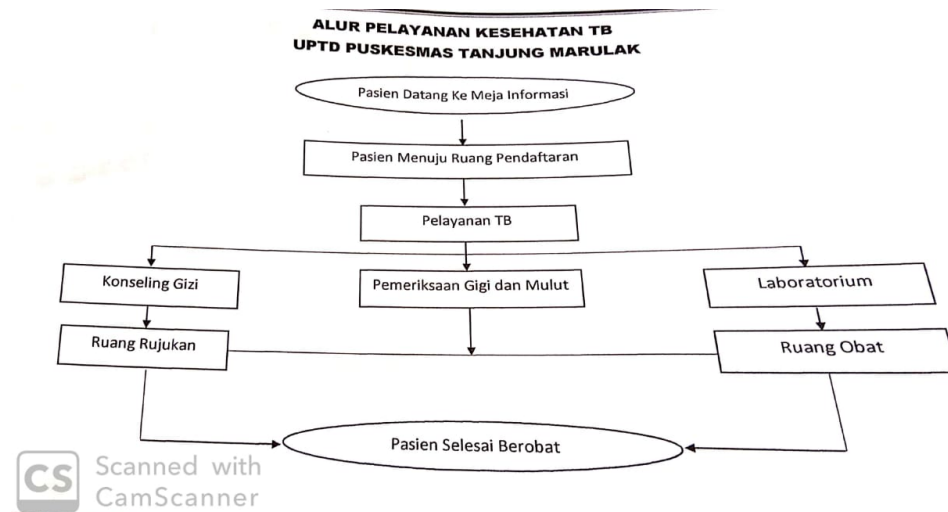 ALUR PELAYANAN KESEHATAN TB
UPTD PUSKESMAS TANJUNG MARULAK
Pasien Datang Ke Meja Informasi
Pasien Menuju Ruang Pendaftaran
Pelayanan TB
Konseling Gizi
Pemeriksaan Gigi dan Mulut
Laboratorium
Ruang Rujukan
Ruang Obat
Pasien Selesai Berobat
CS
Scanned with
CamScanner